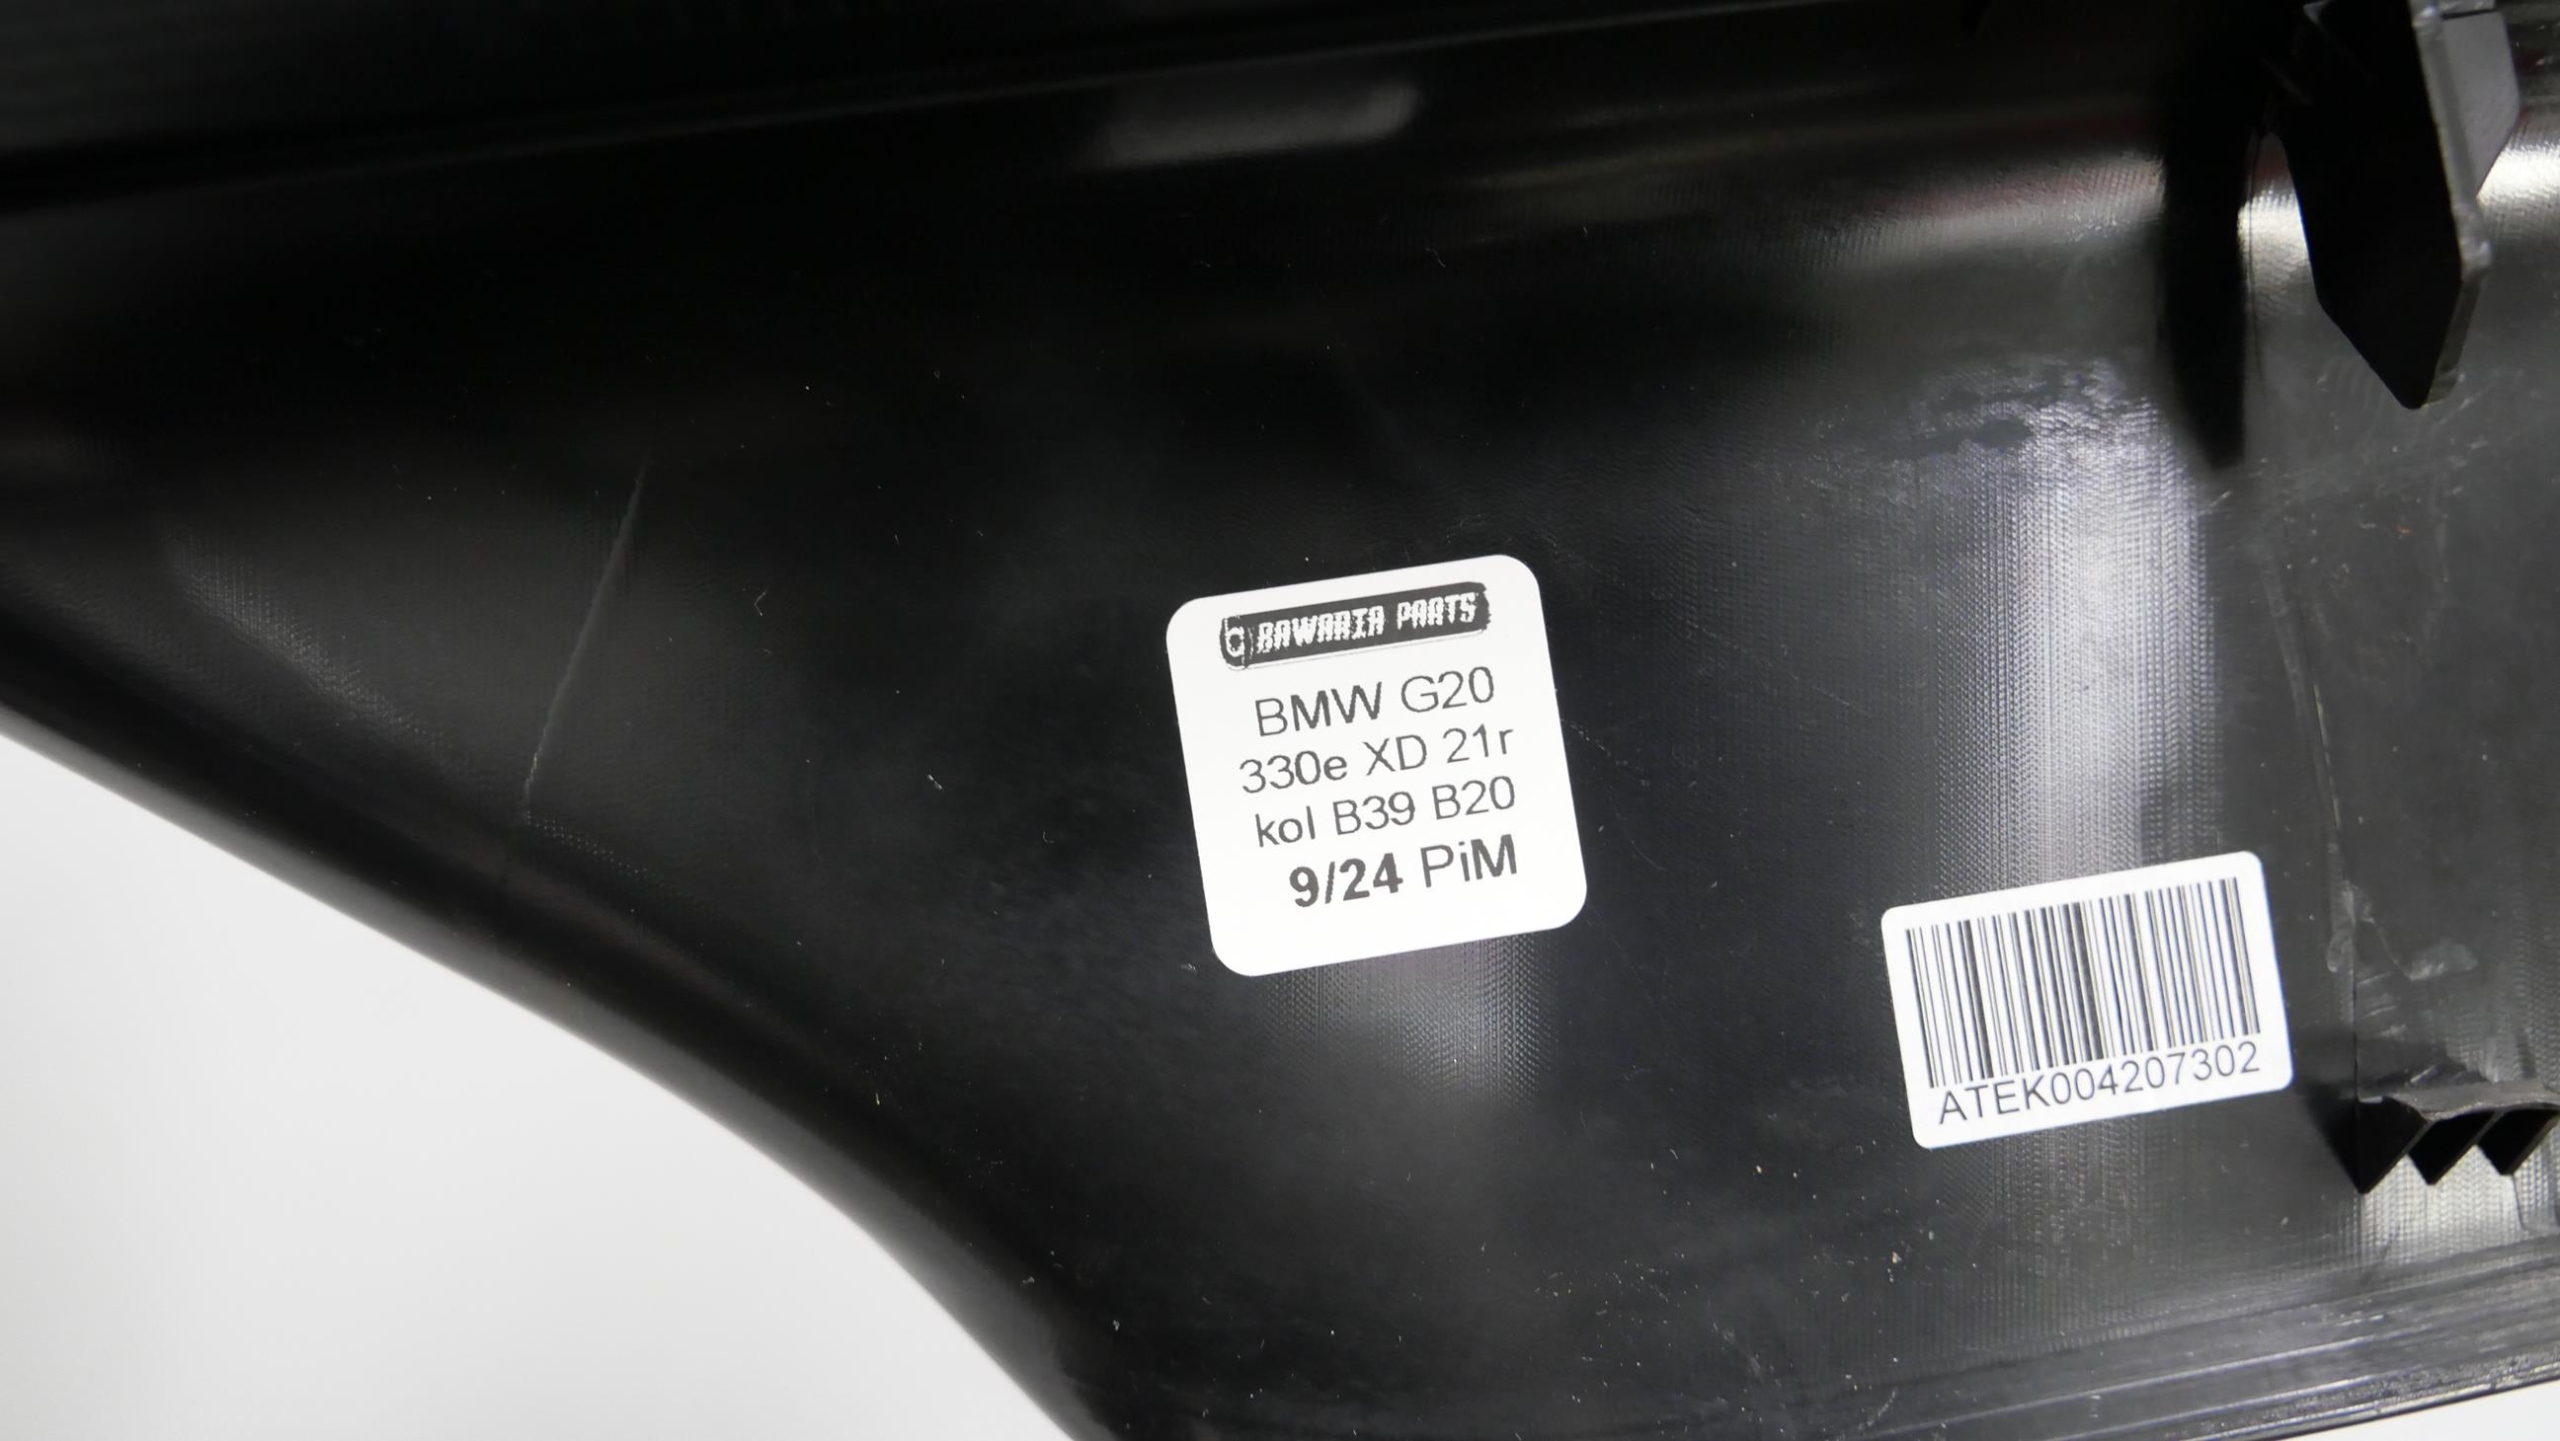 BAWARIA PARTS
BMW G20
330e XD 21r
kol B39 B20
9/24 PiM
ATEK004207302